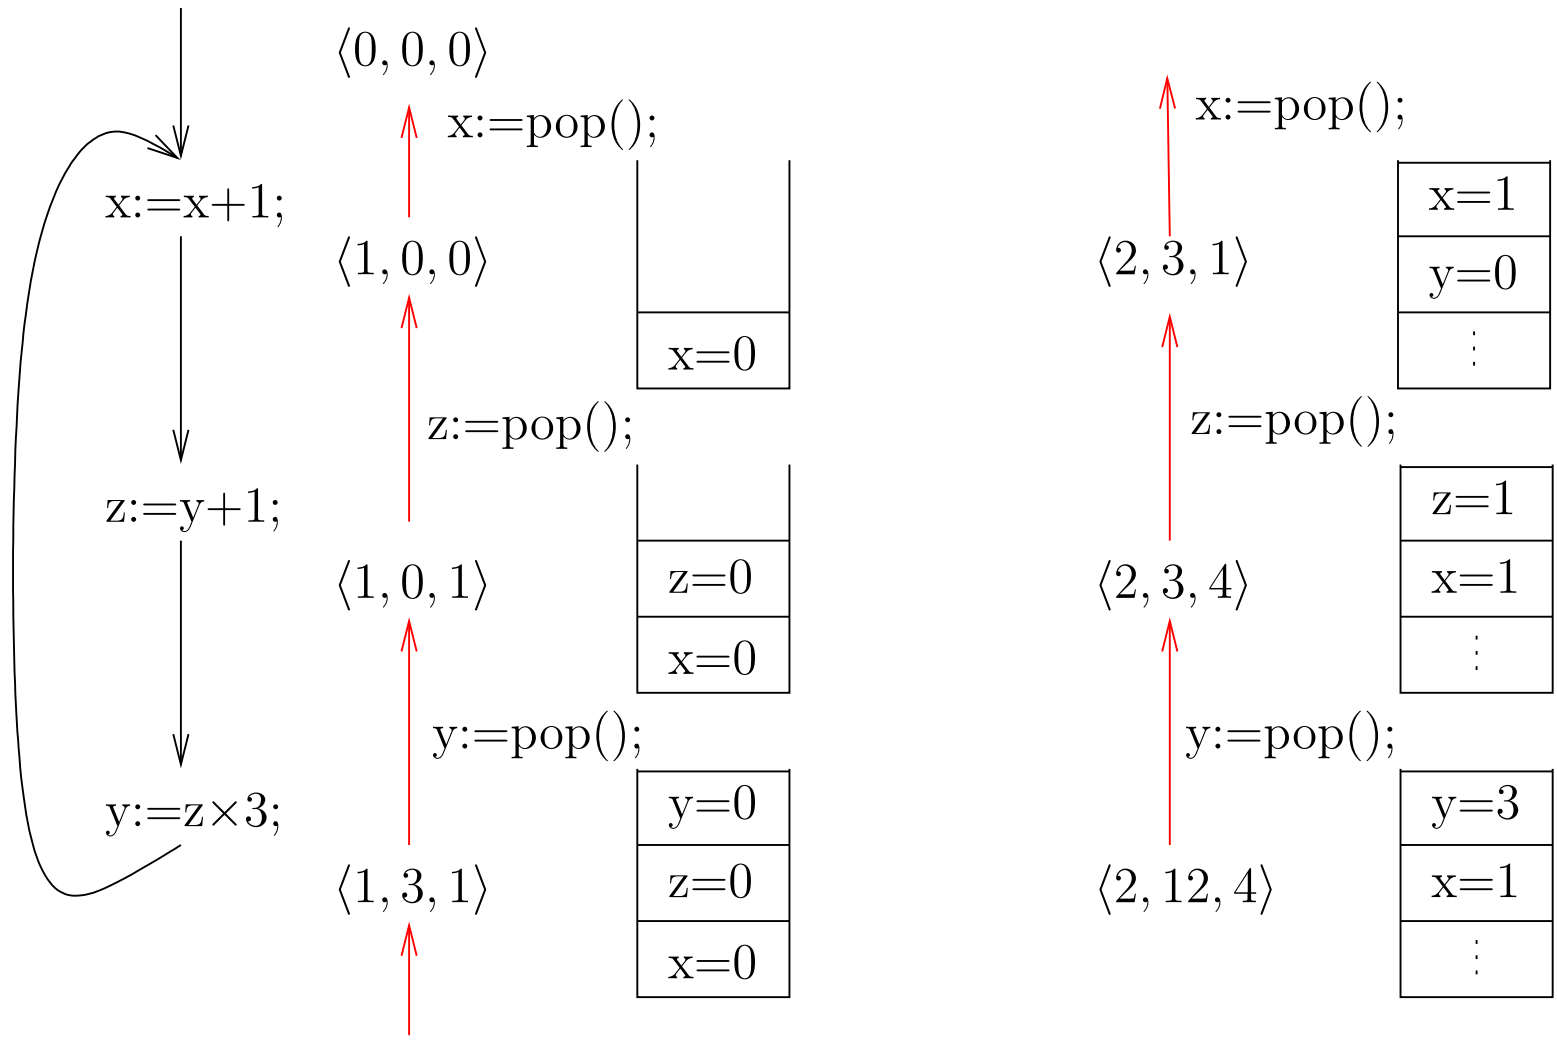 ⟨0, 0, 0⟩
x:=pop();
x:=x+1;
⟨1, 0, 0⟩
x=0
z:=pop();
z:=y+1;
⟨1, 0, 1⟩
z=0
x=0
y:=pop();
y:=z×3;
⟨1, 3, 1⟩
y=0
z=0
x=0
x:=pop();
⟨2, 3, 1⟩
x=1
y=0
⋮
z:=pop();
⟨2, 3, 4⟩
z=1
x=1
⋮
y:=pop();
⟨2, 12, 4⟩
y=3
x=1
⋮